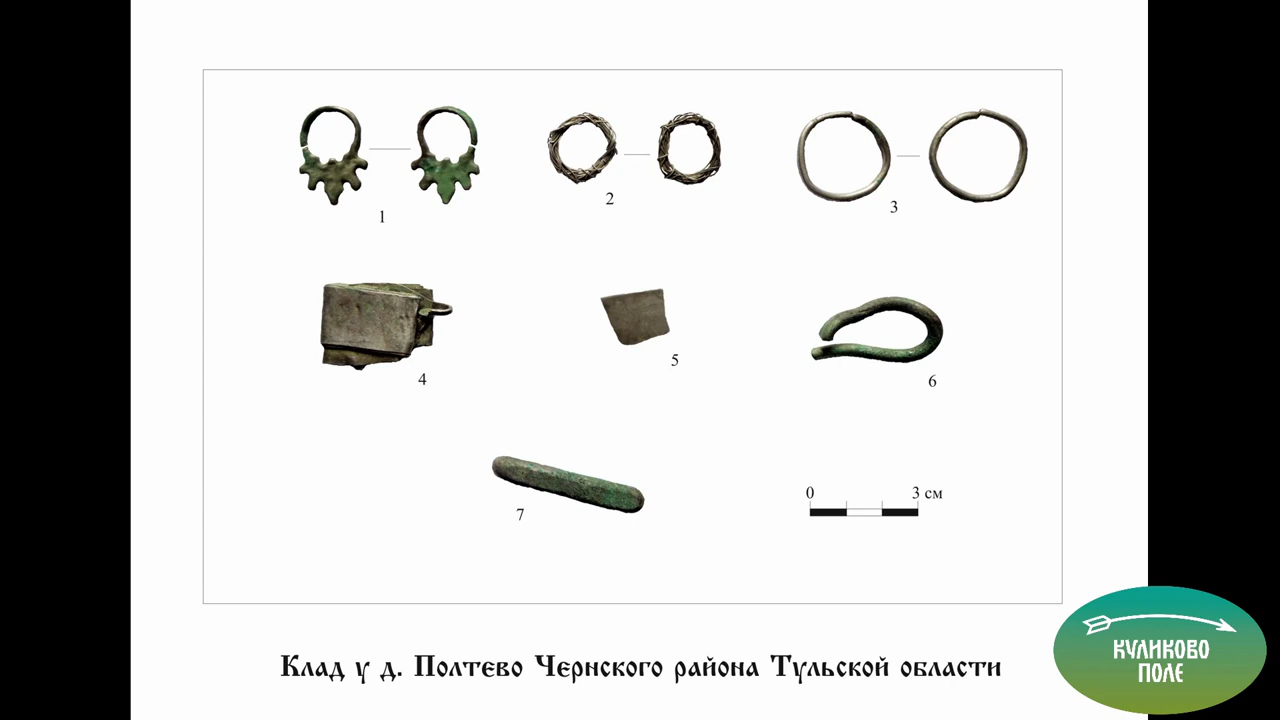 1
2
3
4
5
6
7
0 3 см
Клад у д. Полтево Чернского района Тульской области
КУЛИКОВО
ПОЛЕ